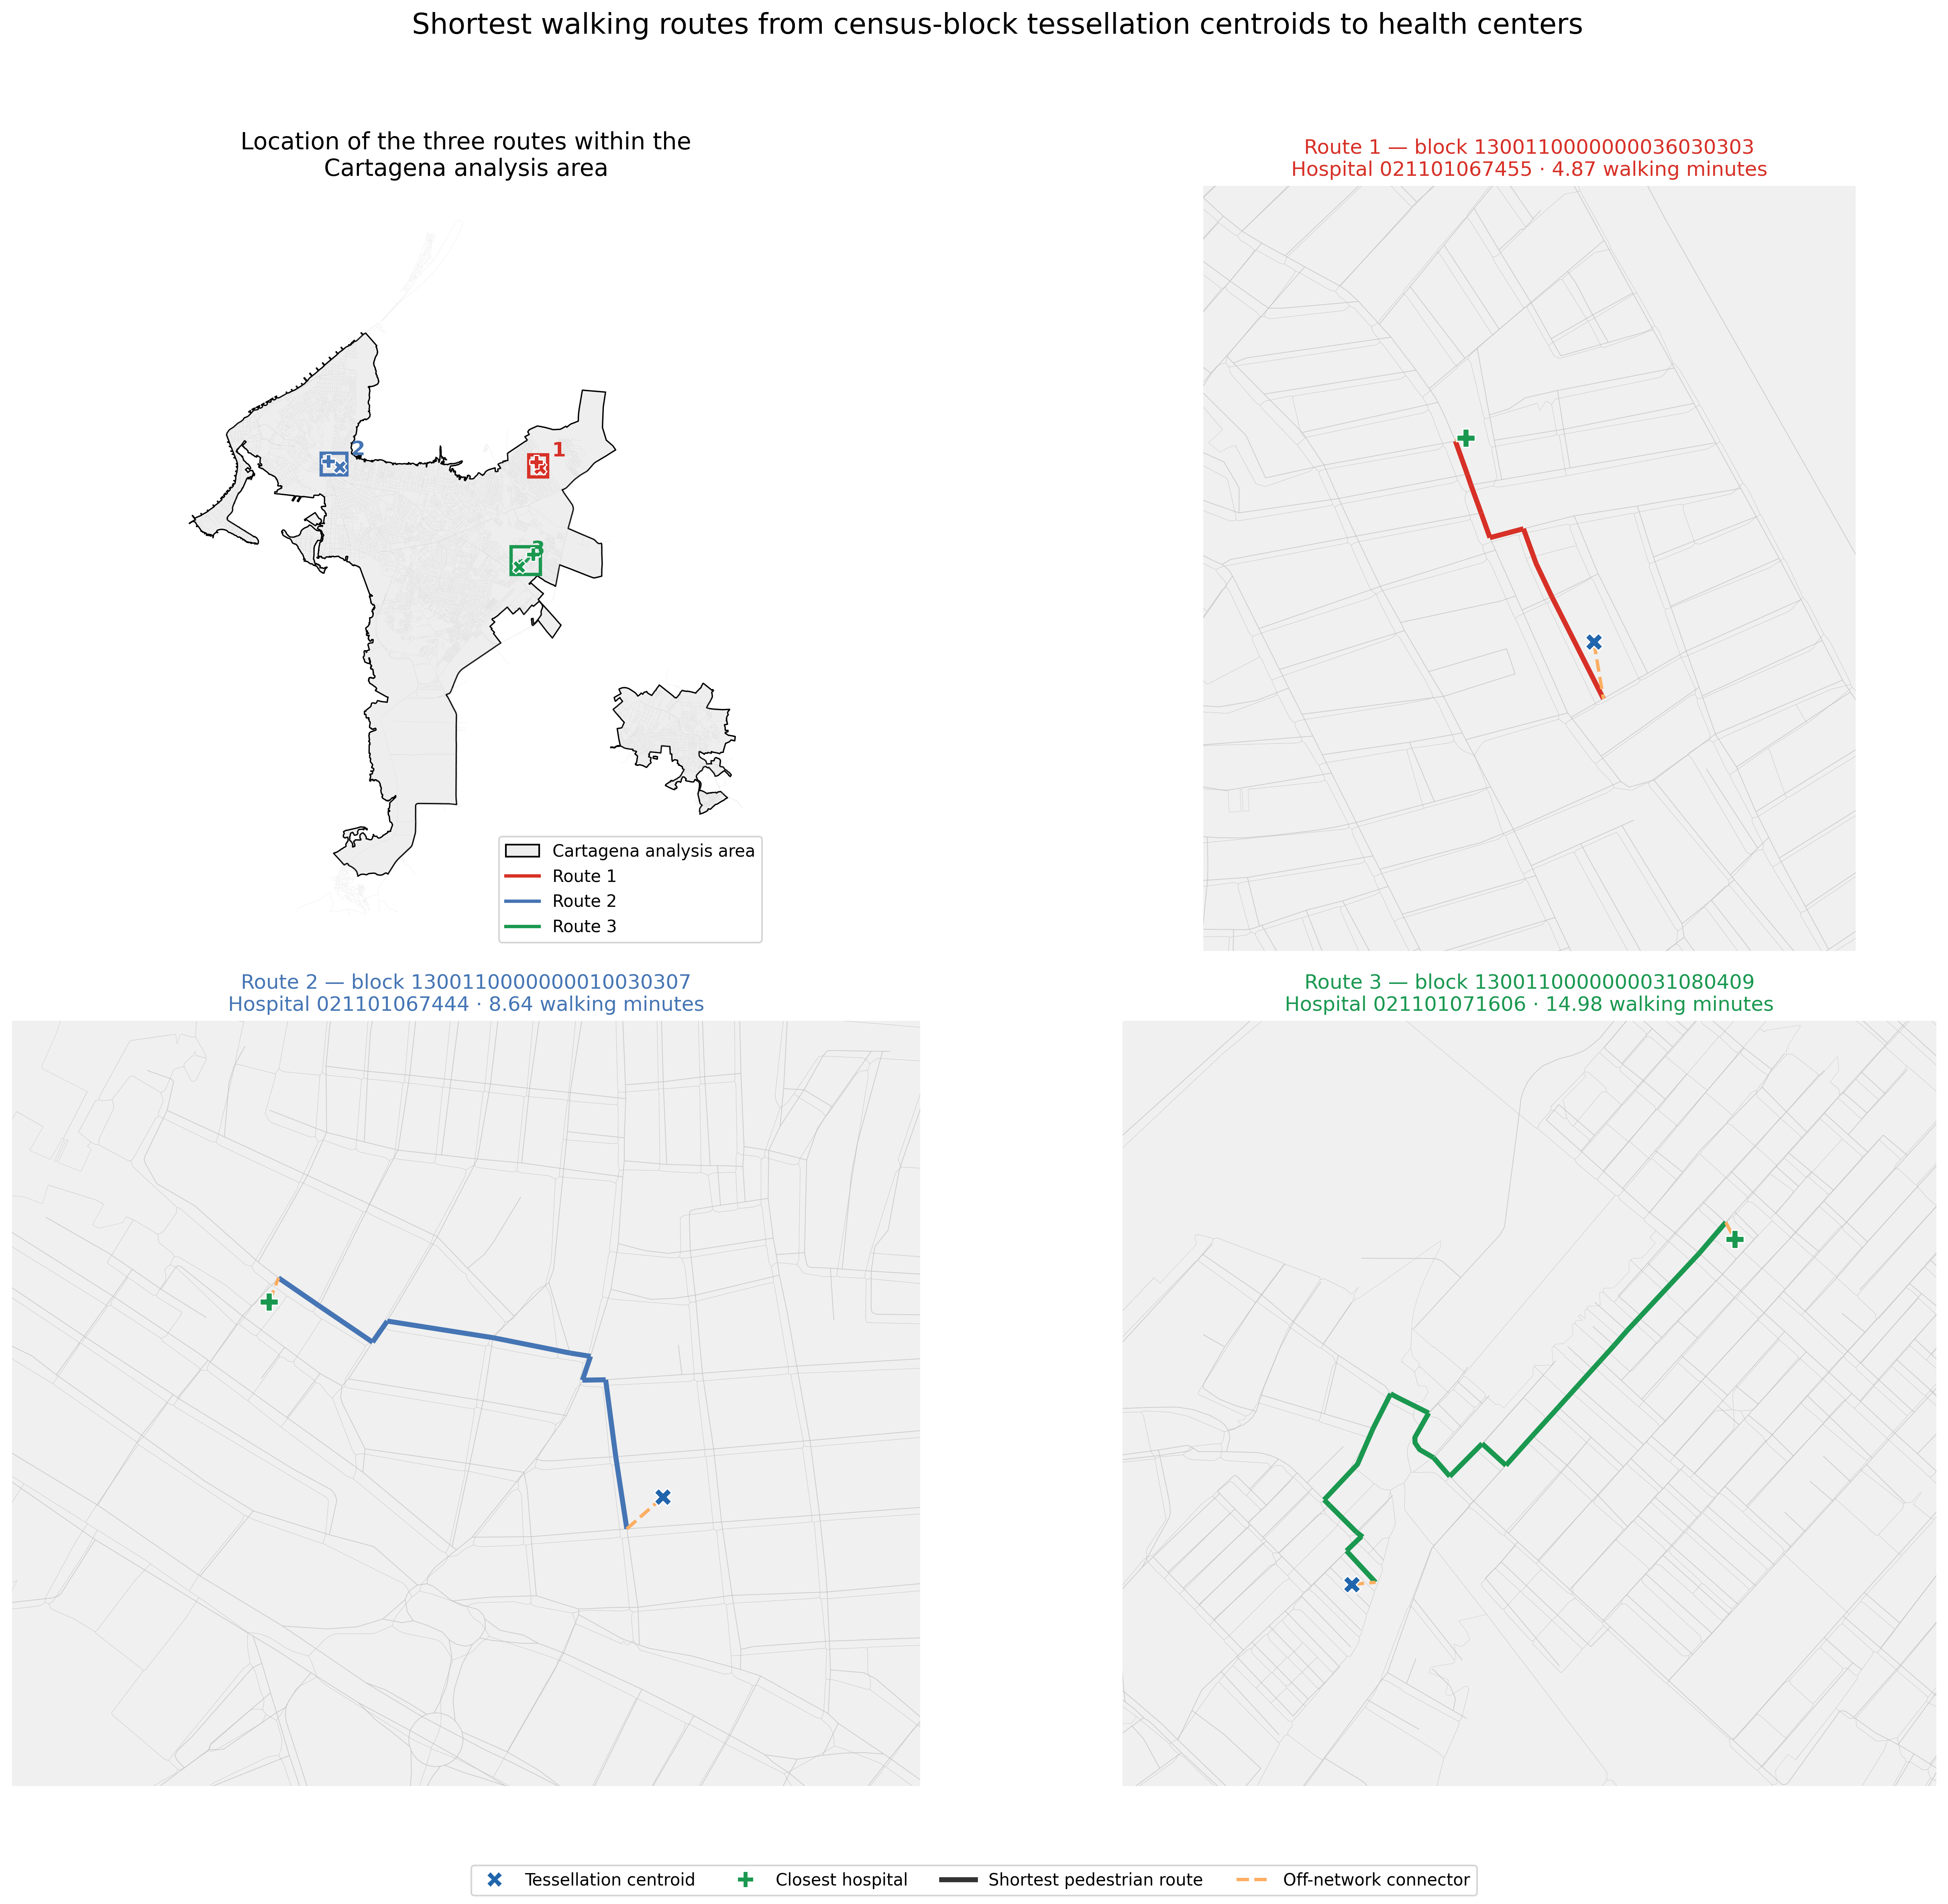 Shortest walking routes from census-block tessellation centroids to health centers
Location of the three routes within the
Cartagena analysis area
2
1
3
Cartagena analysis area
Route 1
Route 2
Route 3
Route 1 — block 1300110000000036030303
Hospital 021101067455 · 4.87 walking minutes
Route 2 — block 1300110000000010030307
Hospital 021101067444 · 8.64 walking minutes
Route 3 — block 1300110000000031080409
Hospital 021101071606 · 14.98 walking minutes
Tessellation centroid
Closest hospital
Shortest pedestrian route
Off-network connector